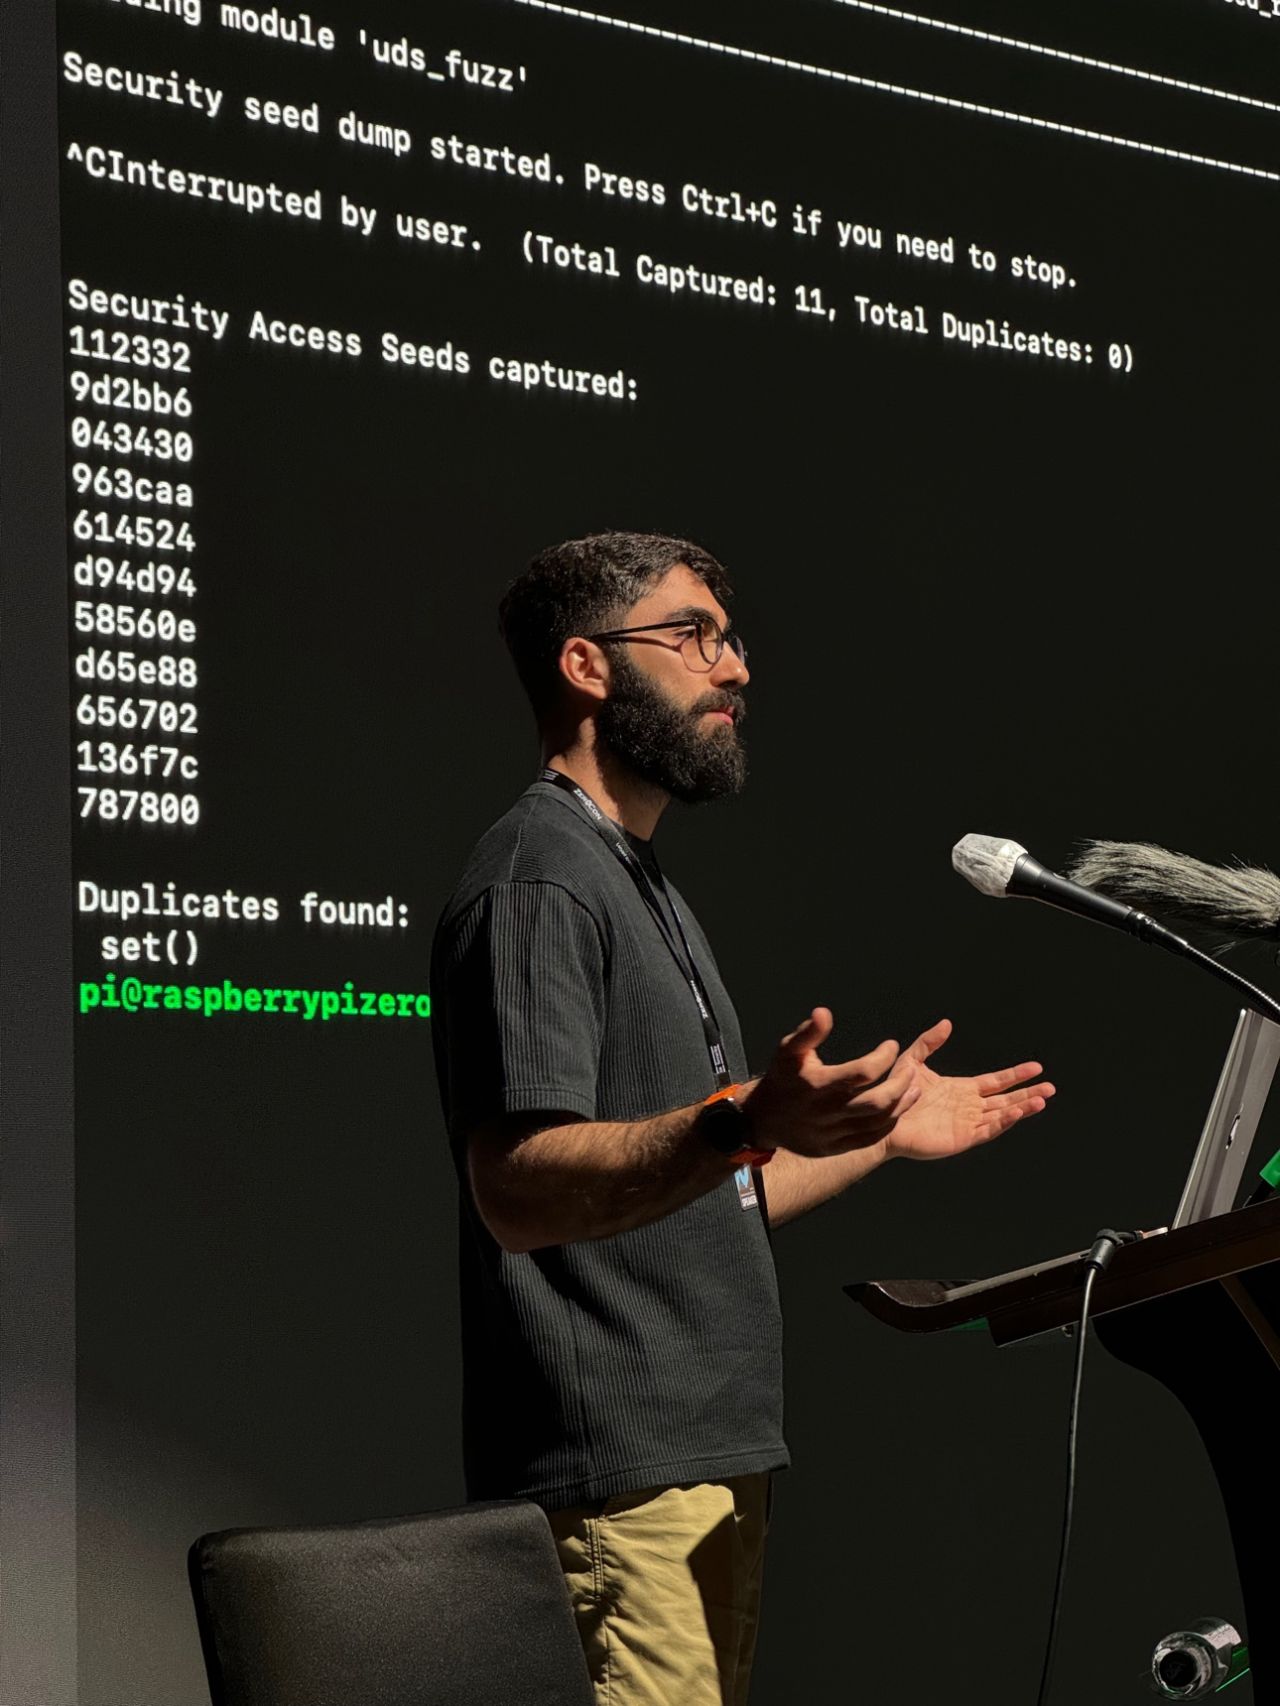 module 'uds_fuzz'
Security seed dump started. Press Ctrl+C if you need to stop.
^CInterrupted by user.  (Total Captured: 11, Total Duplicates: 0)
Security Access Seeds captured:
112332
9d2bb6
043430
963caa
614524
d94d94
58560e
d65e88
656702
136f7c
787800
Duplicates found:
set()
pi@raspberrypizero
ZER0CON
SPEAKER